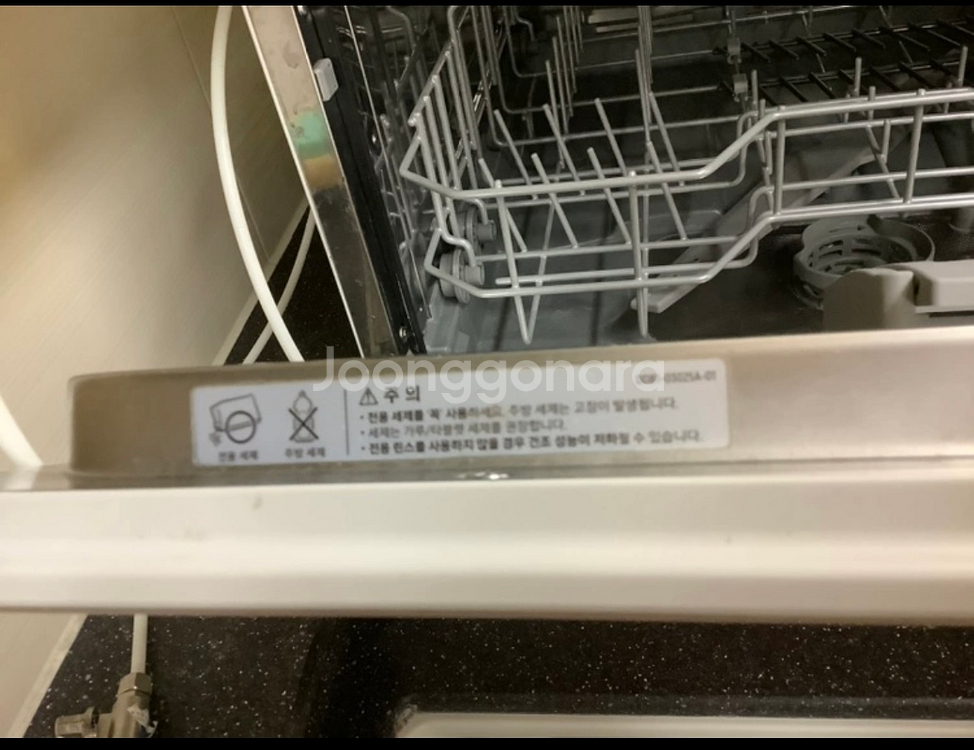 Joonggonara
주 의
• 전용 세제를 '꼭' 사용하세요. 주방 세제는 고장이 발생됩니다.
• 세제는 가루/타블렛 세제를 권장합니다.
• 전용 린스를 사용하지 않을 경우 건조 성능이 저하될 수 있습니다.
전용 세제
주방 세제